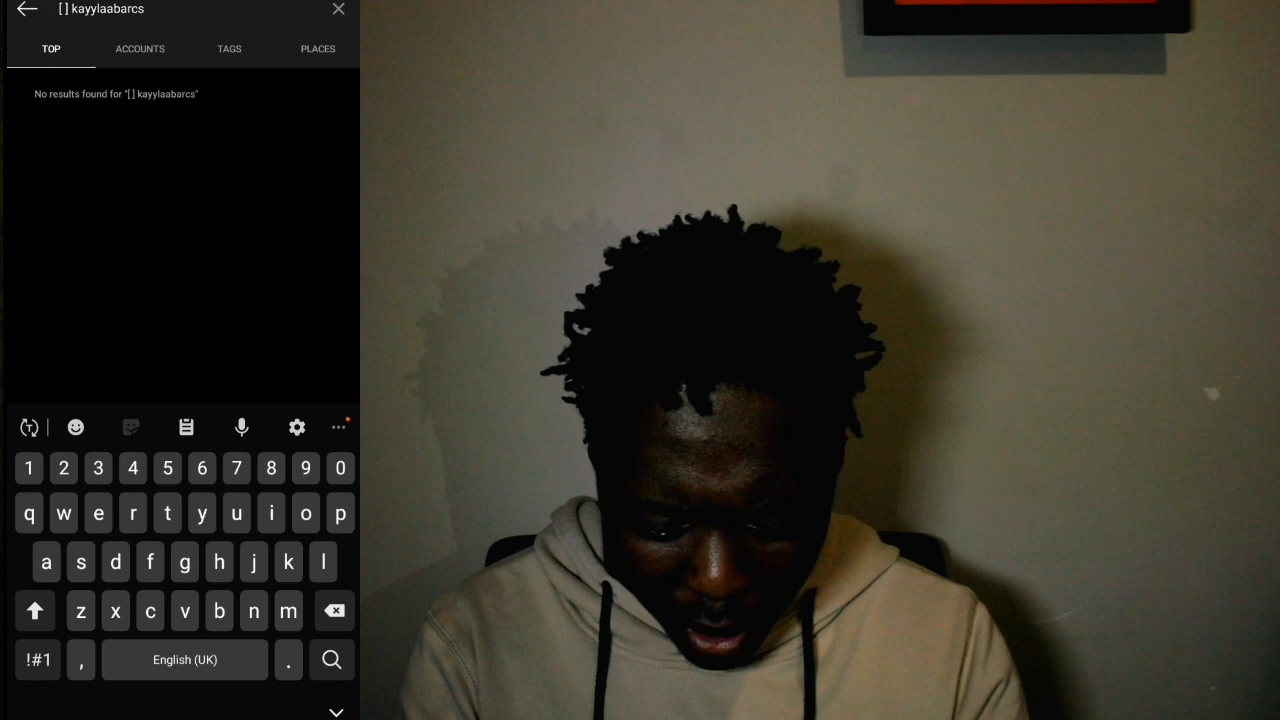 [ ] kayylaabarcs
TOP ACCOUNTS TAGS PLACES
No results found for "[ ] kayylaabarcs"
1 2 3 4 5 6 7 8 9 0
q w e r t y u i o p
a s d f g h j k l
z x c v b n m
!#1 , English (UK) .